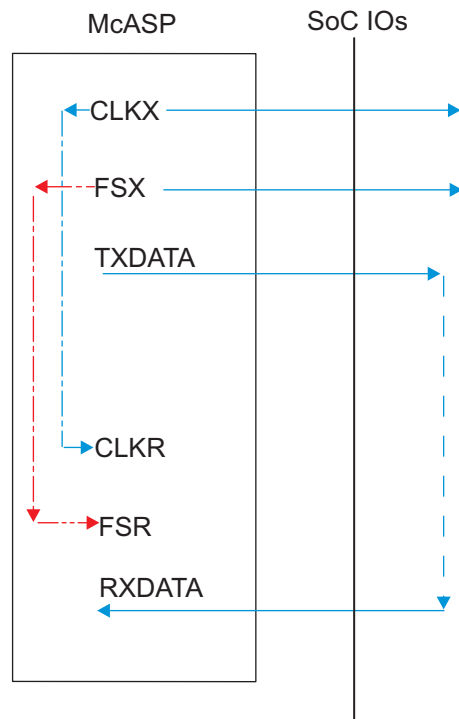 McASP
SoC IOs
CLKX
FSX
TXDATA
CLKR
FSR
RXDATA